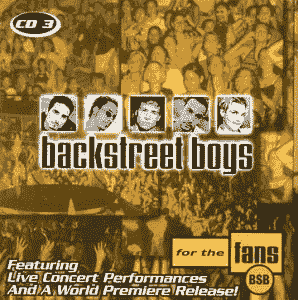 CD 3
backstreet boys
for the fans
BSB
Featuring
Live Concert Performances
And A World Premiere Release!